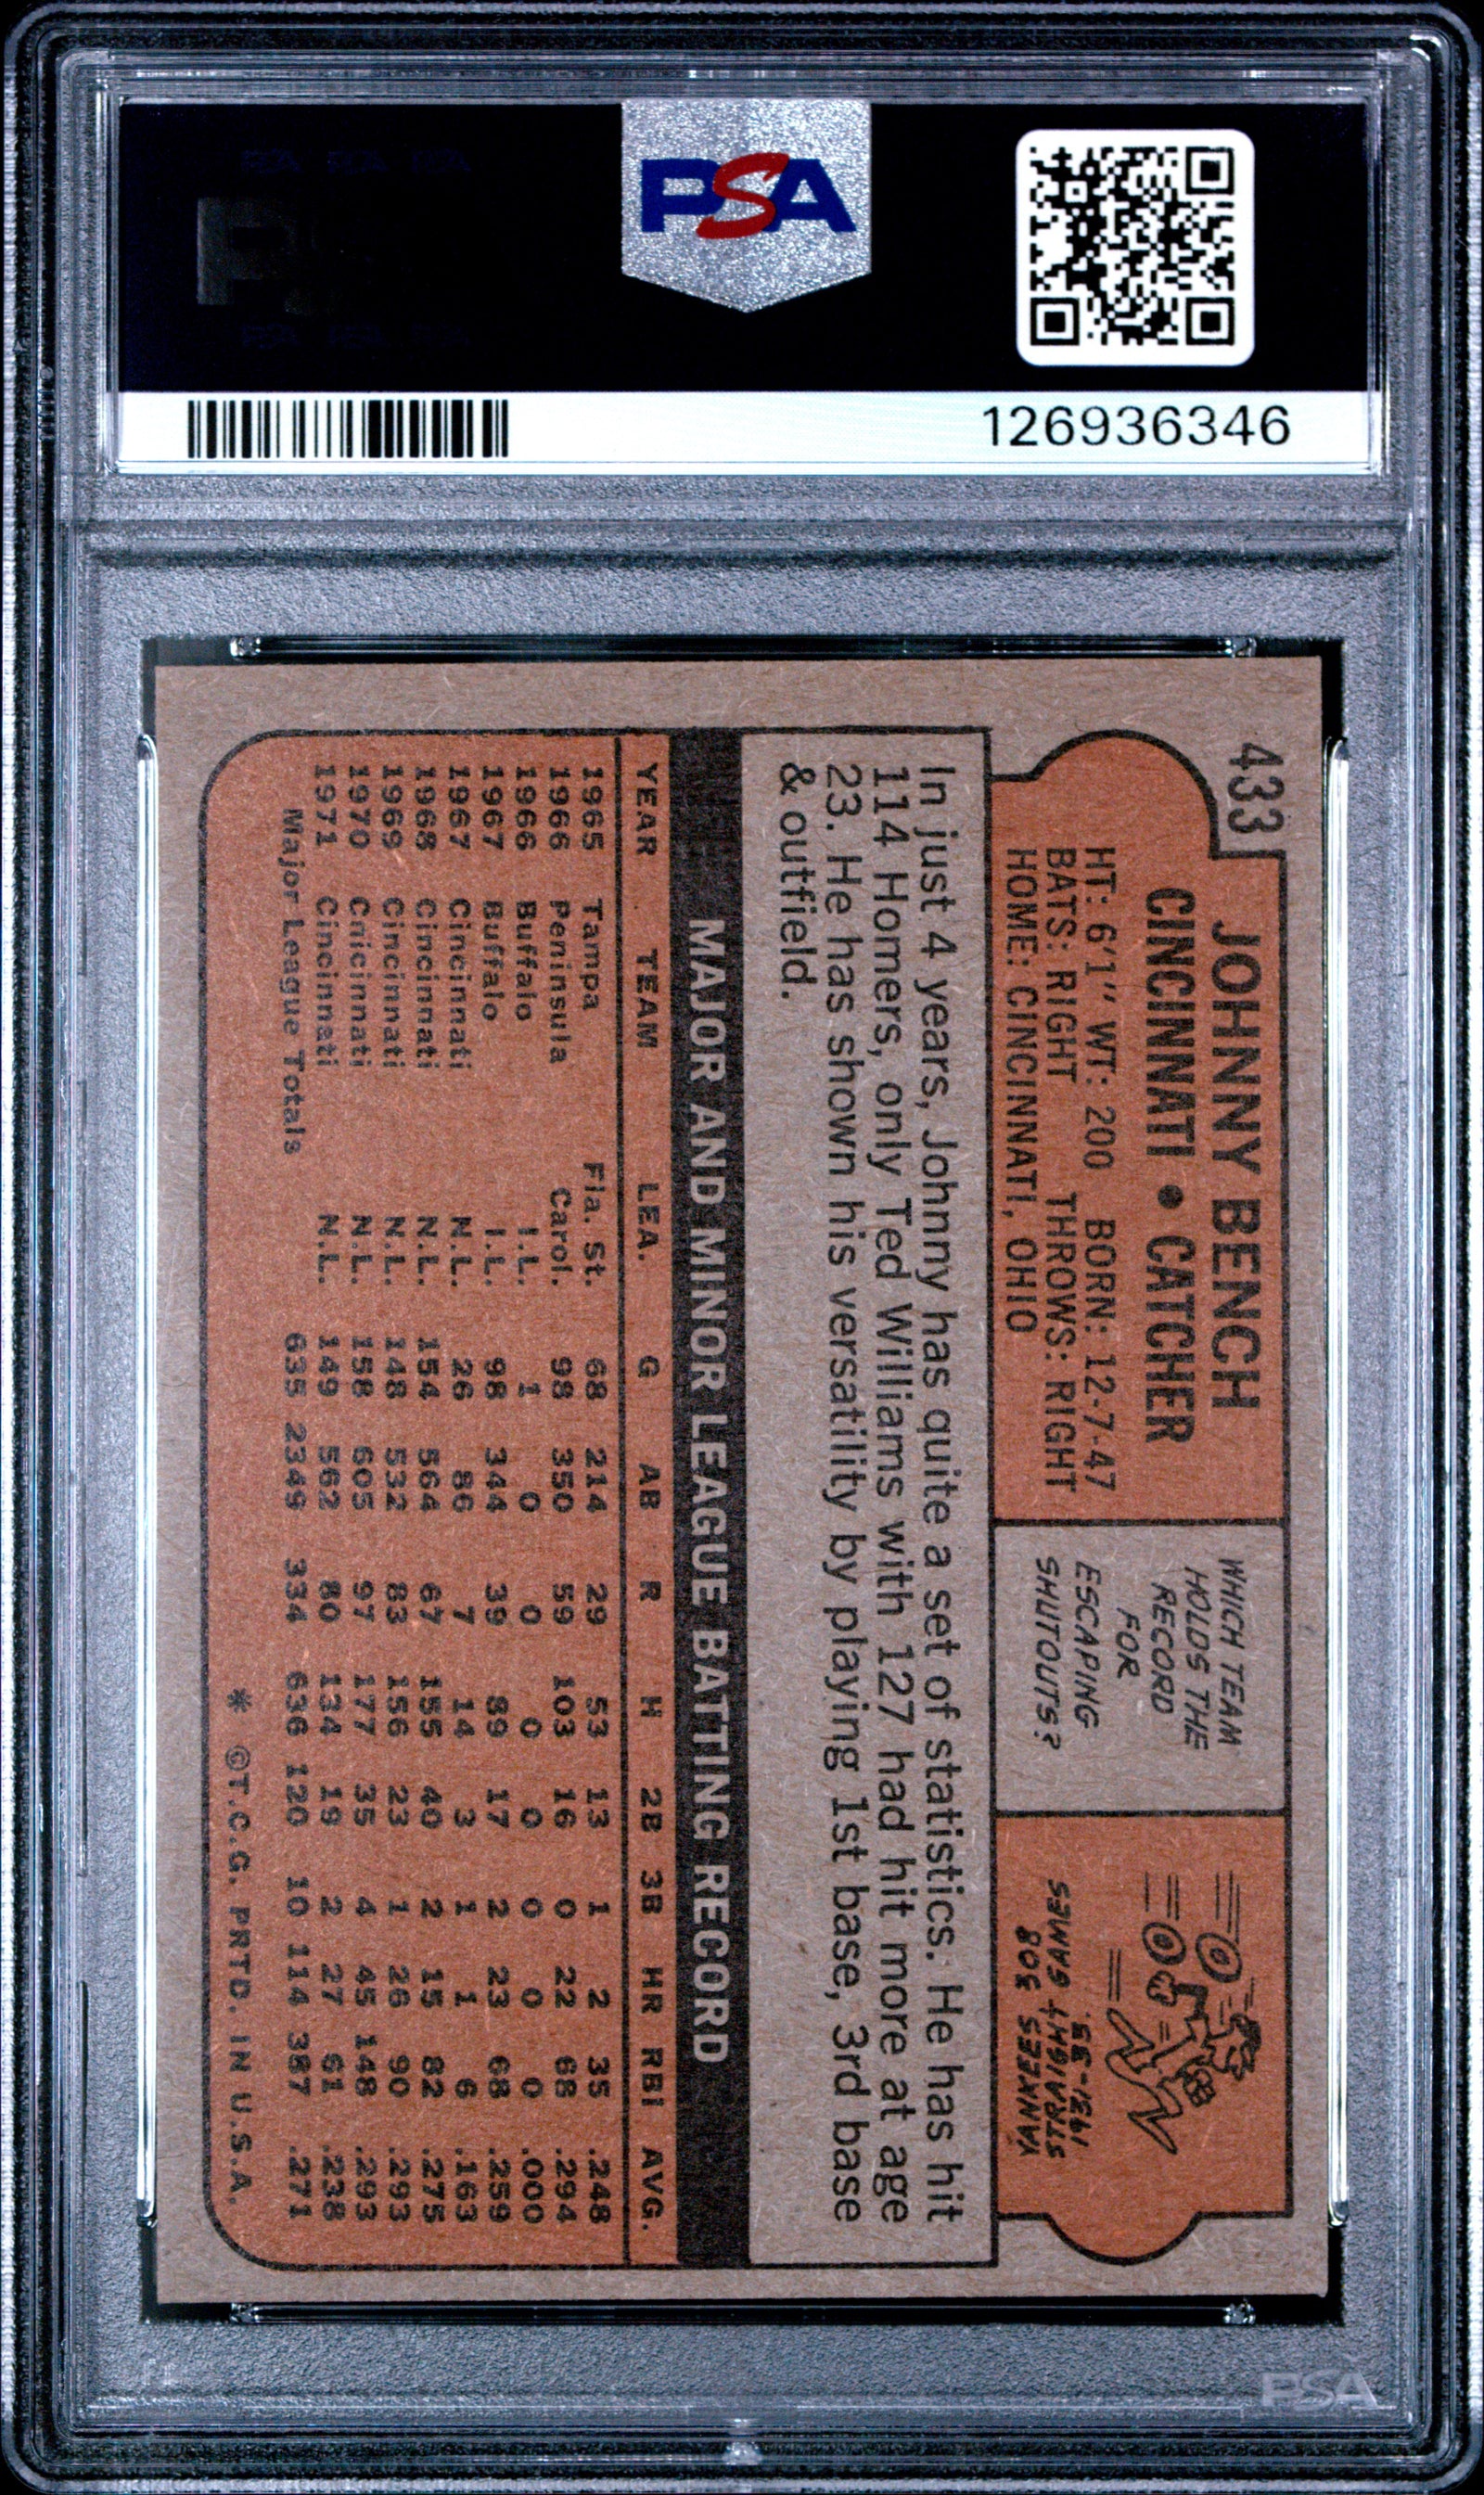 PSA
126936346
433
JOHNNY BENCH
CINCINNATI • CATCHER
HT: 6'1" WT: 200 BORN: 12-7-47
BATS: RIGHT THROWS: RIGHT
HOME: CINCINNATI, OHIO
WHICH TEAM
HOLDS THE
RECORD
FOR
ESCAPING
SHUTOUTS?
YANKEES 308
STRAIGHT GAMES
1931-33
In just 4 years, Johnny has quite a set of statistics. He has hit
114 Homers, only Ted Williams with 127 had hit more at age
23. He has shown his versatility by playing 1st base, 3rd base
& outfield.
MAJOR AND MINOR LEAGUE BATTING RECORD
YEAR TEAM LEA. G AB R H 2B 3B HR RBI AVG.
1965 Tampa Fla. St. 68 214 29 53 13 1 2 35 .248
1966 Peninsula Carol. 98 350 59 103 16 0 22 68 .294
1966 Buffalo I.L. 1 0 0 0 0 0 0 0 .000
1967 Buffalo I.L. 98 344 39 89 17 2 23 68 .259
1967 Cincinnati N.L. 26 86 7 14 3 1 1 6 .163
1968 Cincinnati N.L. 154 564 67 155 40 2 15 82 .275
1969 Cincinnati N.L. 148 532 83 156 23 1 26 90 .293
1970 Cnicinnati N.L. 158 605 97 177 35 4 45 148 .293
1971 Cincinnati N.L. 149 562 80 134 19 2 27 61 .238
Major League Totals 635 2349 334 636 120 10 114 387 .271
* ©T.C.G. PRTD. IN U.S.A.
PSA